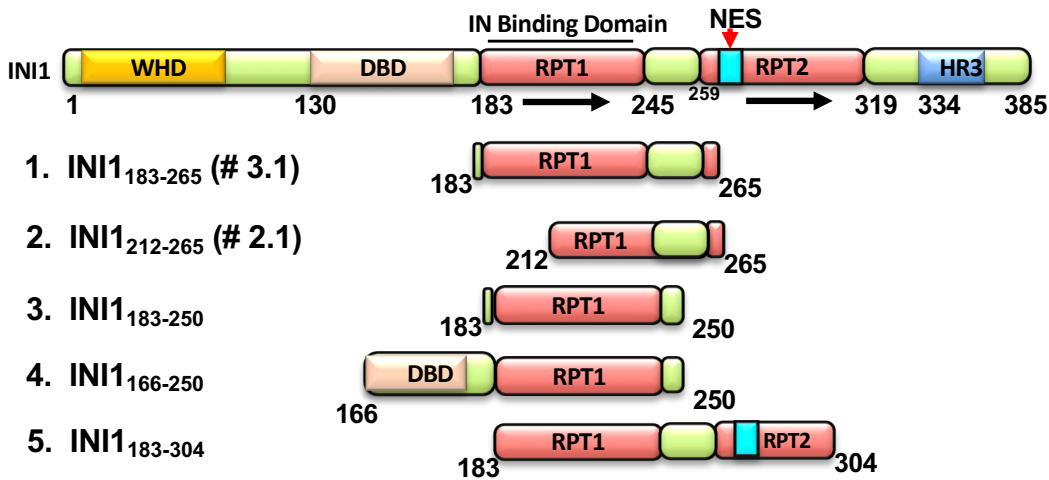 IN Binding Domain NES
INI1 WHD DBD RPT1 RPT2 HR3
1 130 183 245 259 319 334 385
1. INI1183-265 (# 3.1) RPT1
183 265
2. INI1212-265 (# 2.1) RPT1
212 265
3. INI1183-250 RPT1
183 250
4. INI1166-250 DBD RPT1
166 250
5. INI1183-304 RPT1 RPT2
183 304